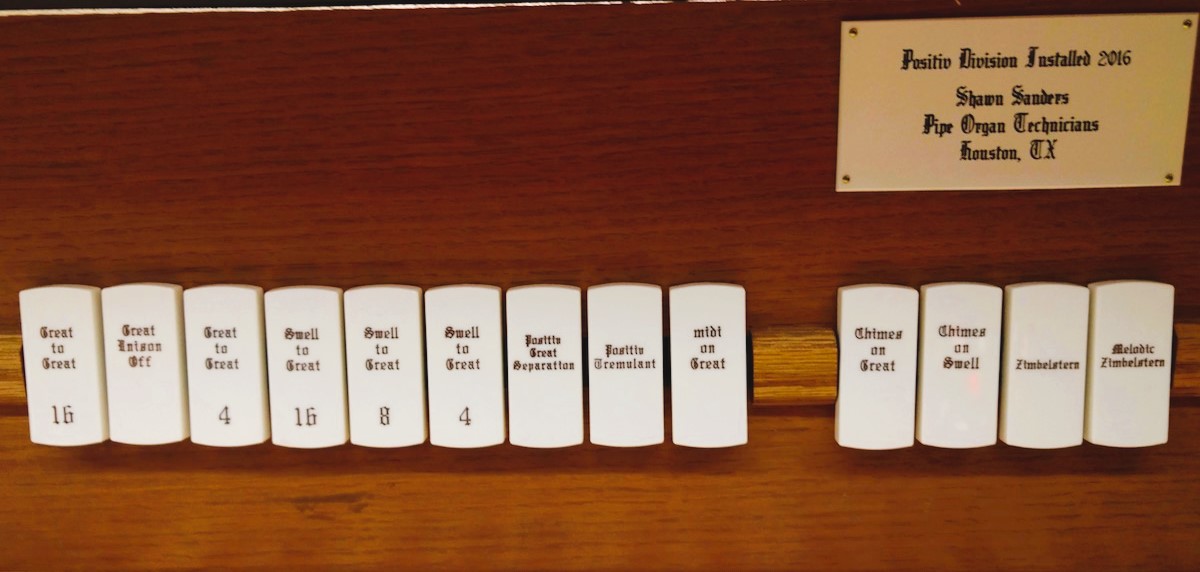 Positiv Division Installed 2016
Shawn Sanders
Pipe Organ Technicians
Houston, TX
Great
to
Great
16
Great
Unison
Off
Great
to
Great
4
Swell
to
Great
16
Swell
to
Great
8
Swell
to
Great
4
Positiv
Great
Separation
Positiv
Tremulant
midi
on
Great
Chimes
on
Great
Chimes
on
Swell
Zimbelstern
Melodic
Zimbelstern